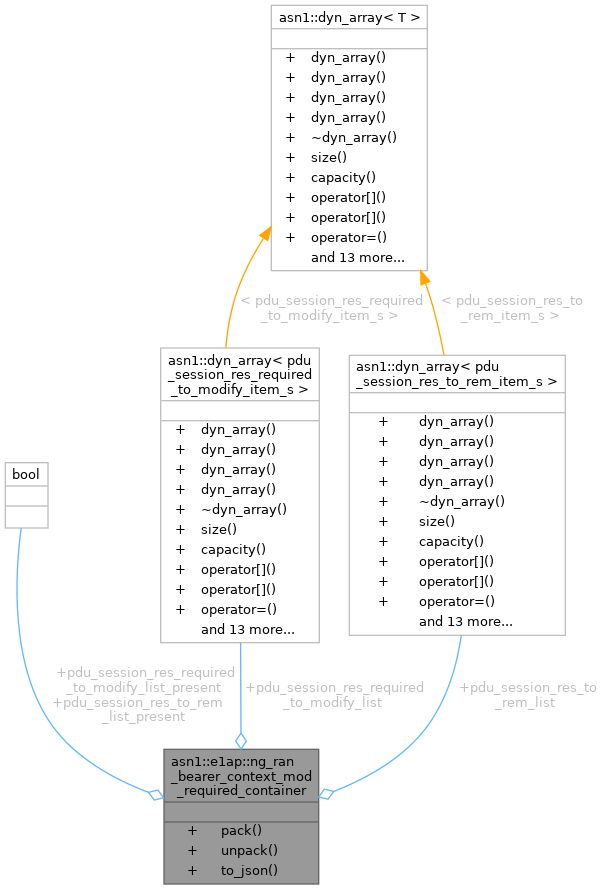 asn1::dyn_array< T >
+ dyn_array()
+ dyn_array()
+ dyn_array()
+ dyn_array()
+ ~dyn_array()
+ size()
+ capacity()
+ operator[]()
+ operator[]()
+ operator=()
and 13 more...
< pdu_session_res_required
_to_modify_item_s >
< pdu_session_res_to
_rem_item_s >
asn1::dyn_array< pdu
_session_res_required
_to_modify_item_s >
+ dyn_array()
+ dyn_array()
+ dyn_array()
+ dyn_array()
+ ~dyn_array()
+ size()
+ capacity()
+ operator[]()
+ operator[]()
+ operator=()
and 13 more...
asn1::dyn_array< pdu
_session_res_to_rem_item_s >
+ dyn_array()
+ dyn_array()
+ dyn_array()
+ dyn_array()
+ ~dyn_array()
+ size()
+ capacity()
+ operator[]()
+ operator[]()
+ operator=()
and 13 more...
bool
+pdu_session_res_required
_to_modify_list_present
+pdu_session_res_to_rem
_list_present
+pdu_session_res_required
_to_modify_list
+pdu_session_res_to
_rem_list
asn1::e1ap::ng_ran
_bearer_context_mod
_required_container
+ pack()
+ unpack()
+ to_json()